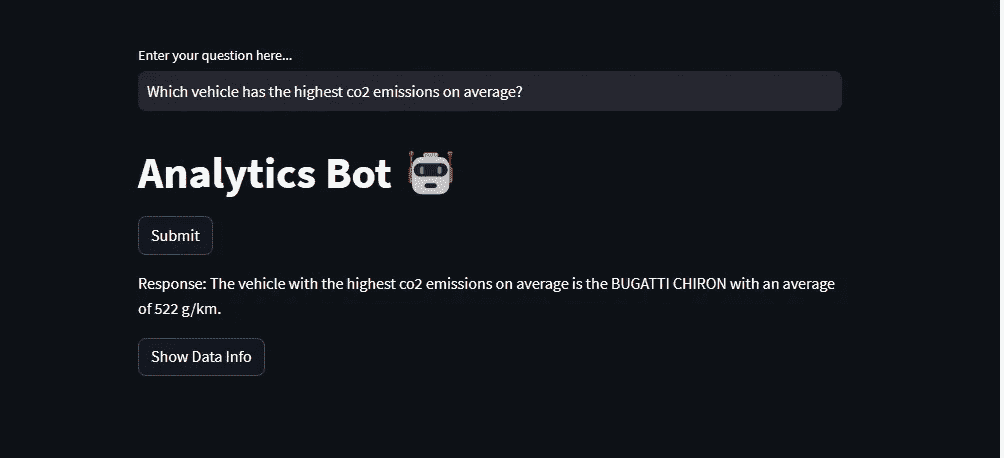 Enter your question here...
Which vehicle has the highest co2 emissions on average?
Analytics Bot
Submit
Response: The vehicle with the highest co2 emissions on average is the BUGATTI CHIRON with an average
of 522 g/km.
Show Data Info